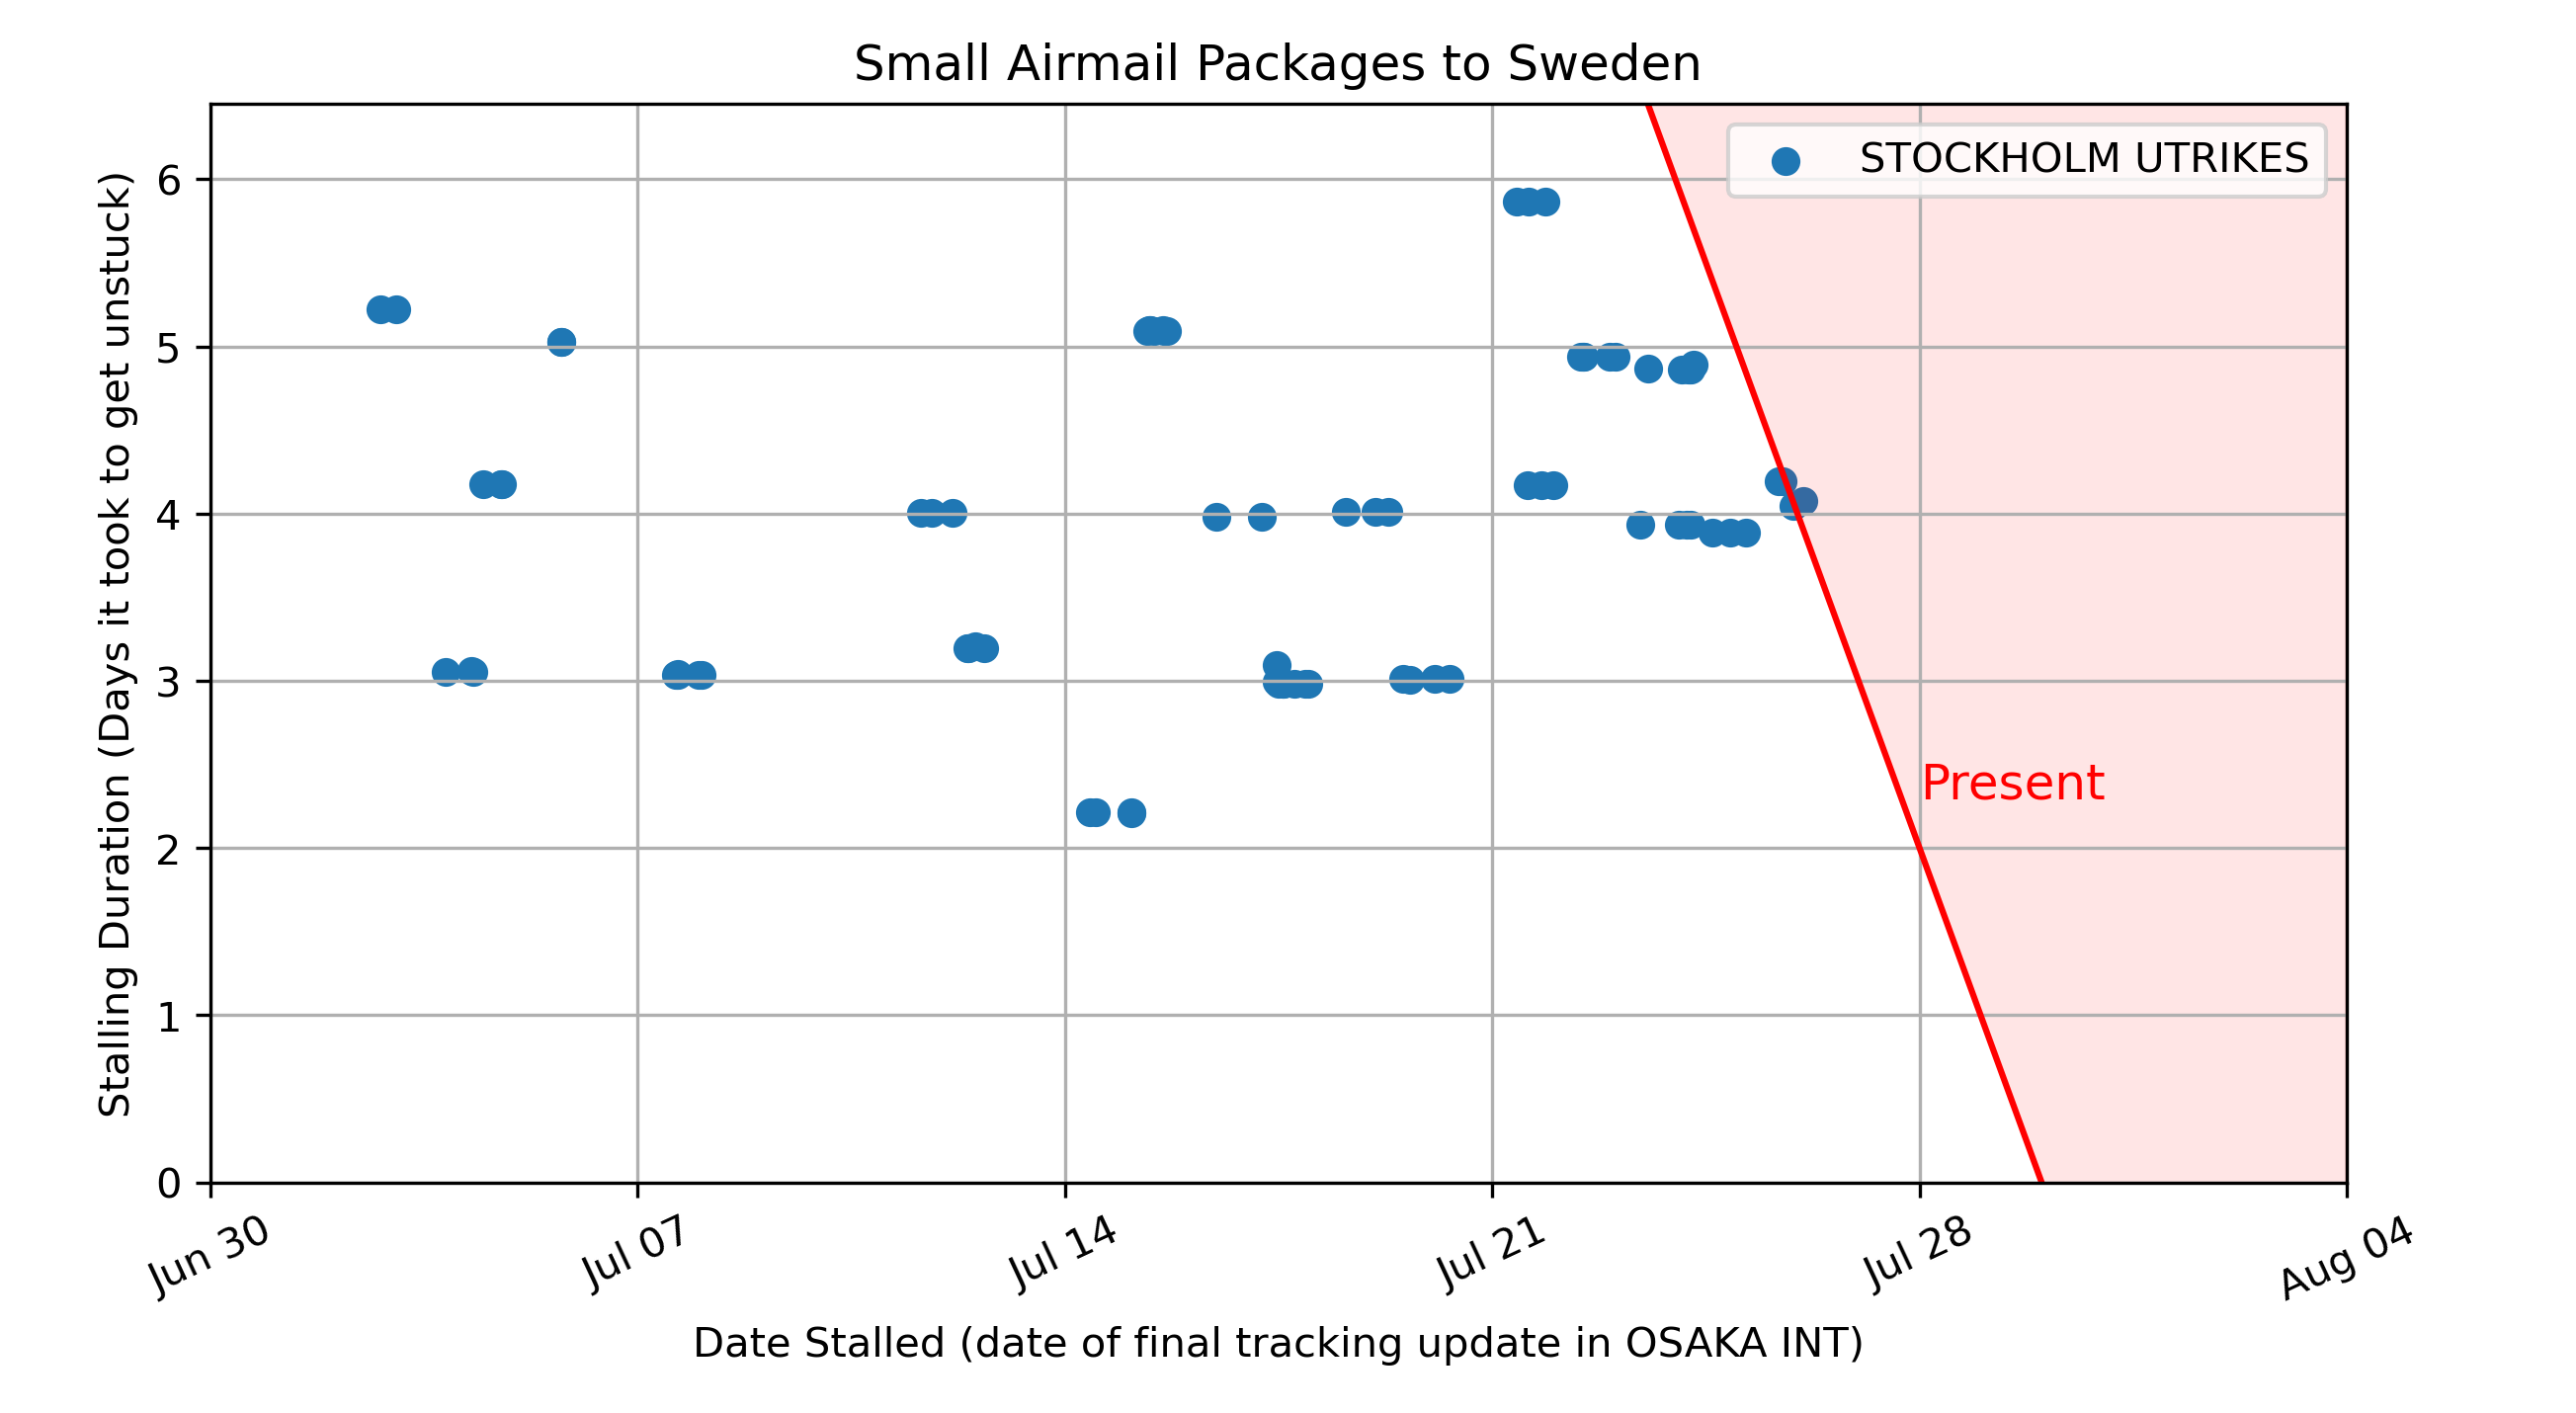 Small Airmail Packages to Sweden
STOCKHOLM UTRIKES
Stalling Duration (Days it took to get unstuck)
6
5
4
3
2
1
0
Present
Jun 30
Jul 07
Jul 14
Jul 21
Jul 28
Aug 04
Date Stalled (date of final tracking update in OSAKA INT)